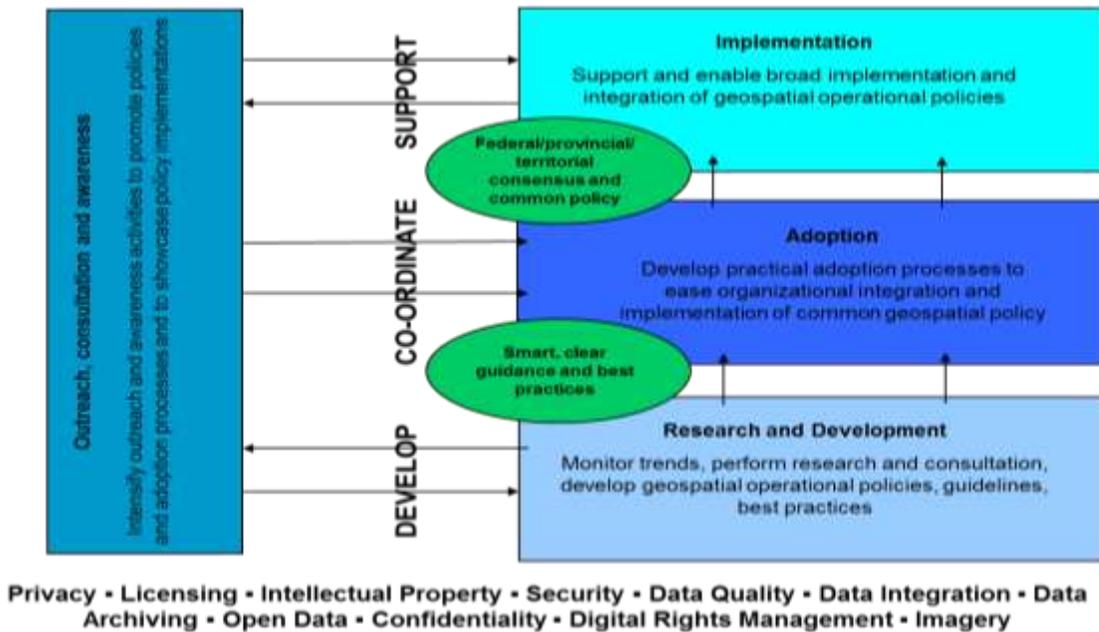 Outreach, consultation and awareness
Intensify outreach and awareness activities to promote policies
and adoption processes and to showcase policy implementations
SUPPORT
CO-ORDINATE
DEVELOP
Implementation
Support and enable broad implementation and
integration of geospatial operational policies
Federal/provincial/
territorial
consensus and
common policy
Adoption
Develop practical adoption processes to
ease organizational integration and
implementation of common geospatial policy
Smart, clear
guidance and best
practices
Research and Development
Monitor trends, perform research and consultation,
develop geospatial operational policies, guidelines,
best practices
Privacy - Licensing - Intellectual Property - Security - Data Quality - Data Integration - Data
Archiving - Open Data - Confidentiality - Digital Rights Management - Imagery